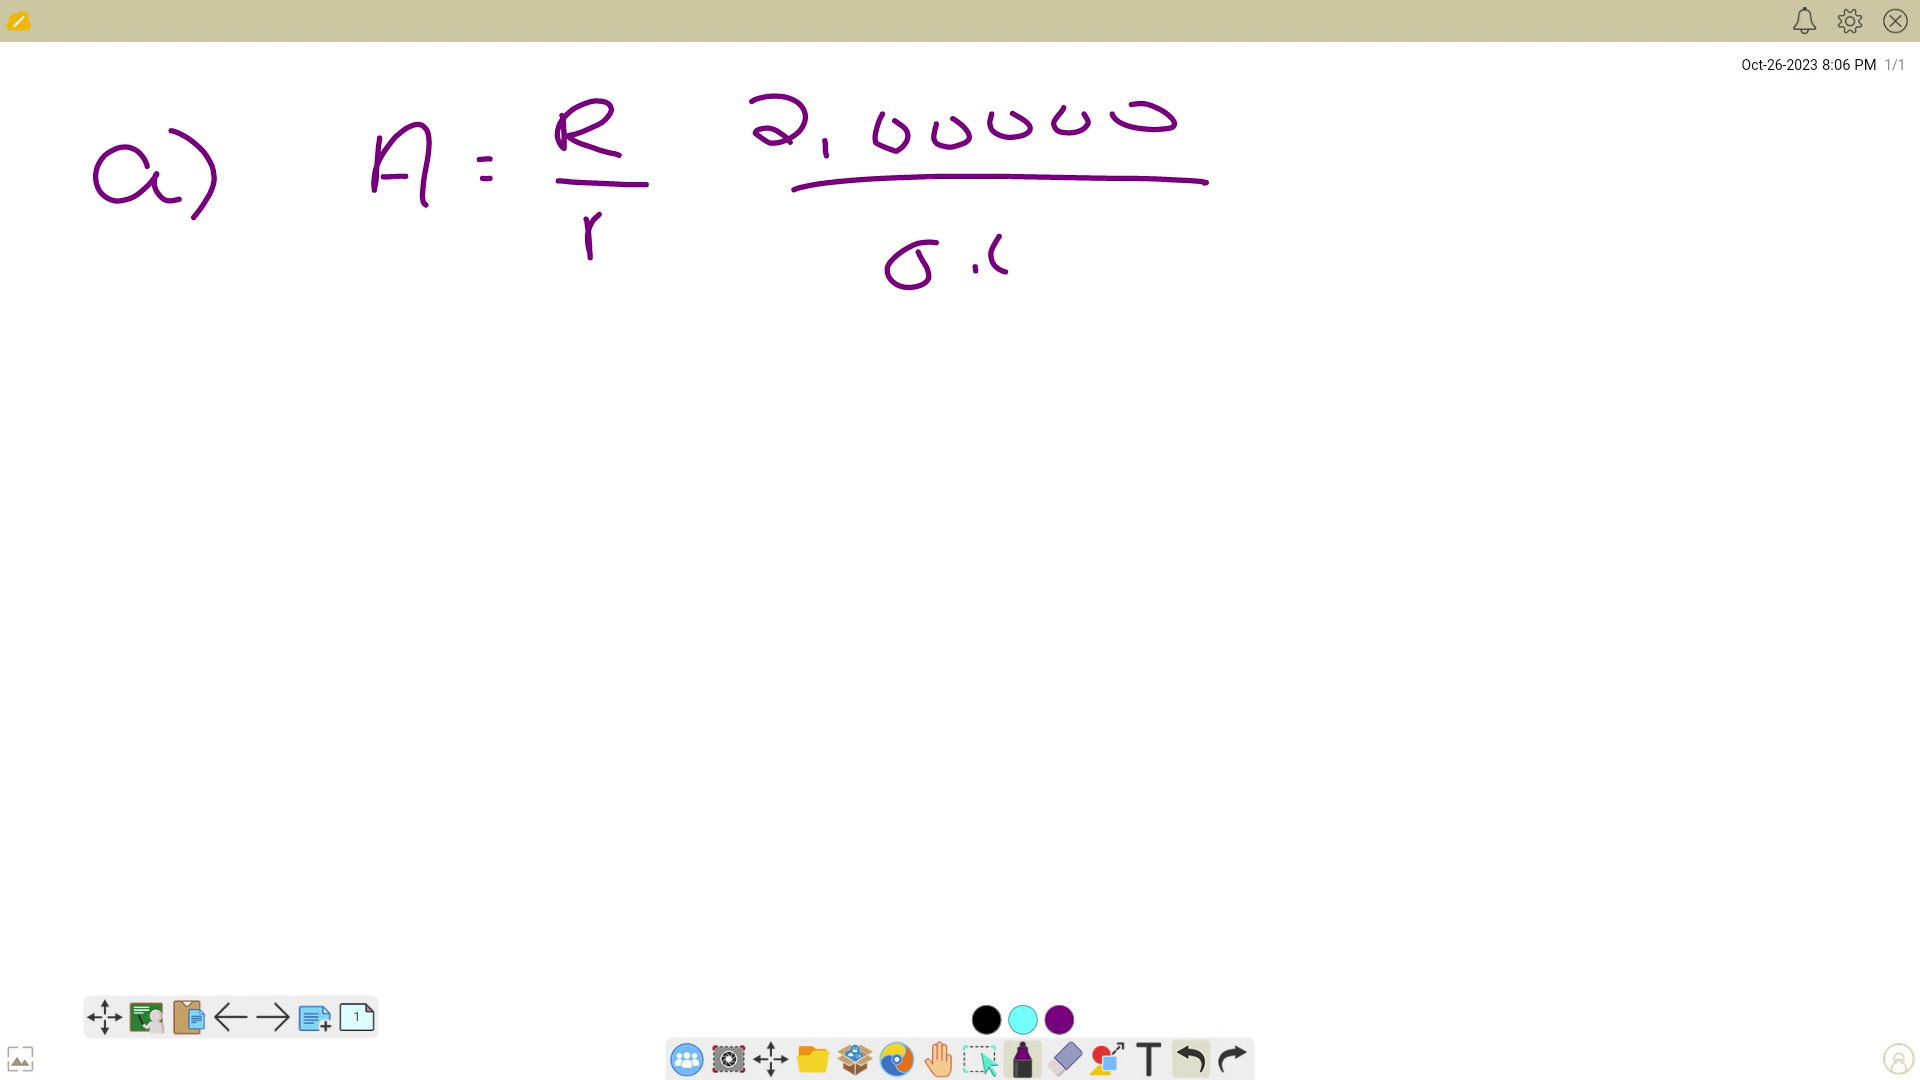 Oct-26-2023 8:06 PM 1/1
a) A = R/r 2,00000/0.
1
T